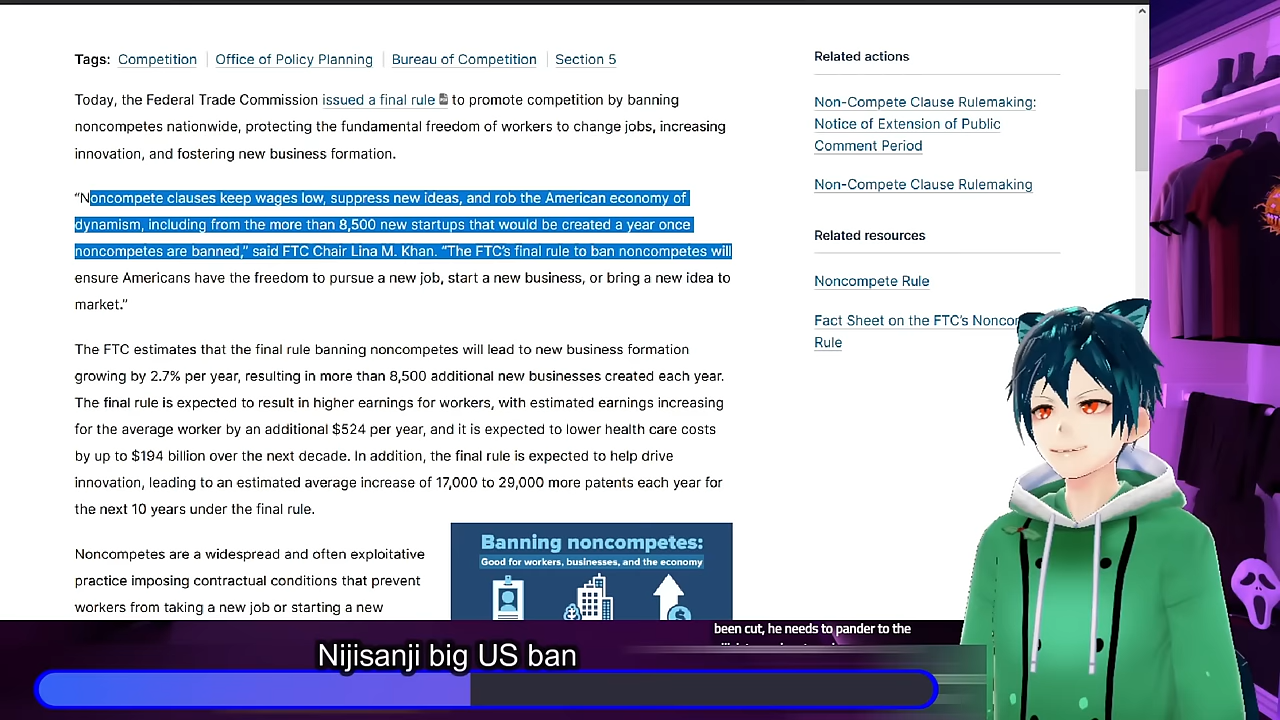 Tags: Competition Office of Policy Planning Bureau of Competition Section 5
Today, the Federal Trade Commission issued a final rule to promote competition by banning
noncompetes nationwide, protecting the fundamental freedom of workers to change jobs, increasing
innovation, and fostering new business formation.
“Noncompete clauses keep wages low, suppress new ideas, and rob the American economy of
dynamism, including from the more than 8,500 new startups that would be created a year once
noncompetes are banned,” said FTC Chair Lina M. Khan. “The FTC’s final rule to ban noncompetes will
ensure Americans have the freedom to pursue a new job, start a new business, or bring a new idea to
market.”
The FTC estimates that the final rule banning noncompetes will lead to new business formation
growing by 2.7% per year, resulting in more than 8,500 additional new businesses created each year.
The final rule is expected to result in higher earnings for workers, with estimated earnings increasing
for the average worker by an additional $524 per year, and it is expected to lower health care costs
by up to $194 billion over the next decade. In addition, the final rule is expected to help drive
innovation, leading to an estimated average increase of 17,000 to 29,000 more patents each year for
the next 10 years under the final rule.
Noncompetes are a widespread and often exploitative
practice imposing contractual conditions that prevent
workers from taking a new job or starting a new
Banning noncompetes:
Good for workers, businesses, and the economy
Related actions
Non-Compete Clause Rulemaking:
Notice of Extension of Public
Comment Period
Non-Compete Clause Rulemaking
Related resources
Noncompete Rule
Fact Sheet on the FTC’s Noncom
Rule
been cut, he needs to pander to the
Nijisanji big US ban